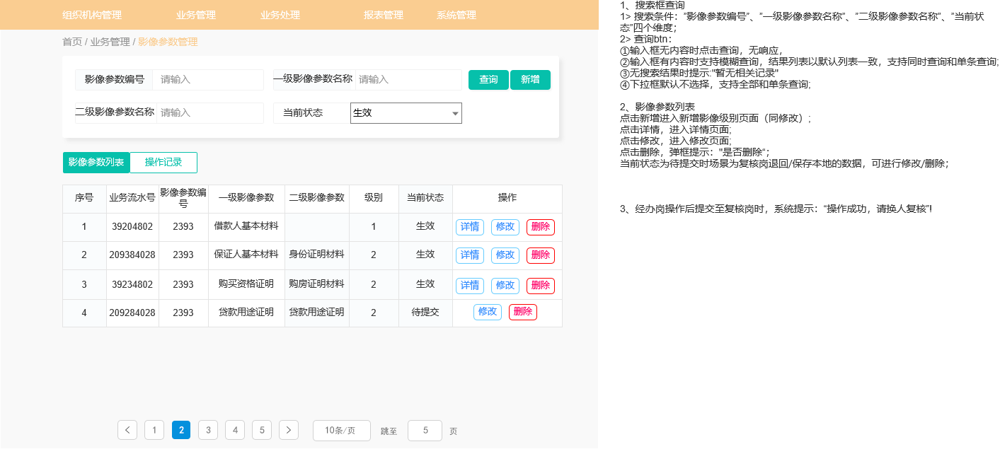 组织机构管理 业务管理 业务处理 报表管理 系统管理
首页 / 业务管理 / 影像参数管理
影像参数编号 请输入 一级影像参数名称 请输入 查询 新增
二级影像参数名称 请输入 当前状态 生效
影像参数列表 操作记录
序号 业务流水号 影像参数编号 一级影像参数 二级影像参数 级别 当前状态 操作
1 39204802 2393 借款人基本材料 1 生效 详情 修改 删除
2 209384028 2393 保证人基本材料 身份证明材料 2 生效 详情 修改 删除
3 39234802 2393 购买资格证明 购房证明材料 2 生效 详情 修改 删除
4 209284028 2393 贷款用途证明 贷款用途证明 2 待提交 修改 删除
< 1 2 3 4 5 > 10条/页 跳至 5 页
1、搜索框查询
1> 搜索条件：”影像参数编号”、”一级影像参数名称”、”二级影像参数名称”、”当前状
态”四个维度；
2> 查询btn：
①输入框无内容时点击查询，无响应，
②输入框有内容时支持模糊查询，结果列表以默认列表一致，支持同时查询和单条查询;
③无搜索结果时提示:"暂无相关记录"
④下拉框默认不选择，支持全部和单条查询;
2、影像参数列表
点击新增进入新增影像级别页面（同修改）;
点击详情，进入详情页面;
点击修改，进入修改页面;
点击删除，弹框提示："是否删除“；
当前状态为待提交时场景为复核岗退回/保存本地的数据，可进行修改/删除；
3、经办岗操作后提交至复核岗时，系统提示：“操作成功，请换人复核”!